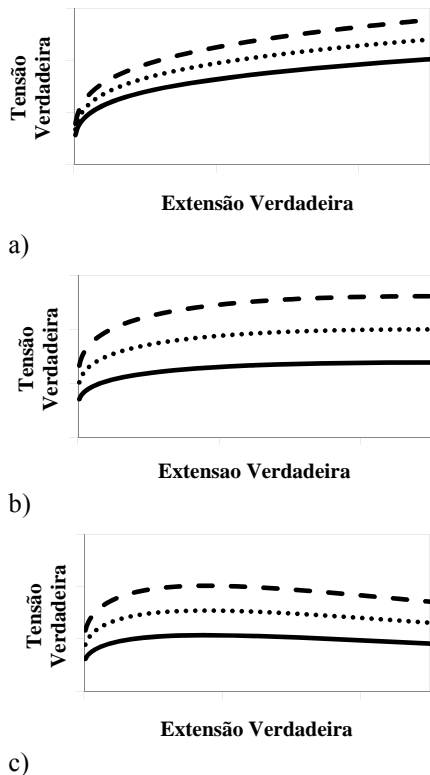 Tensão
Verdadeira
Extensão Verdadeira
a)
Tensão
Verdadeira
Extensao Verdadeira
b)
Tensão
Verdadeira
Extensão Verdadeira
c)